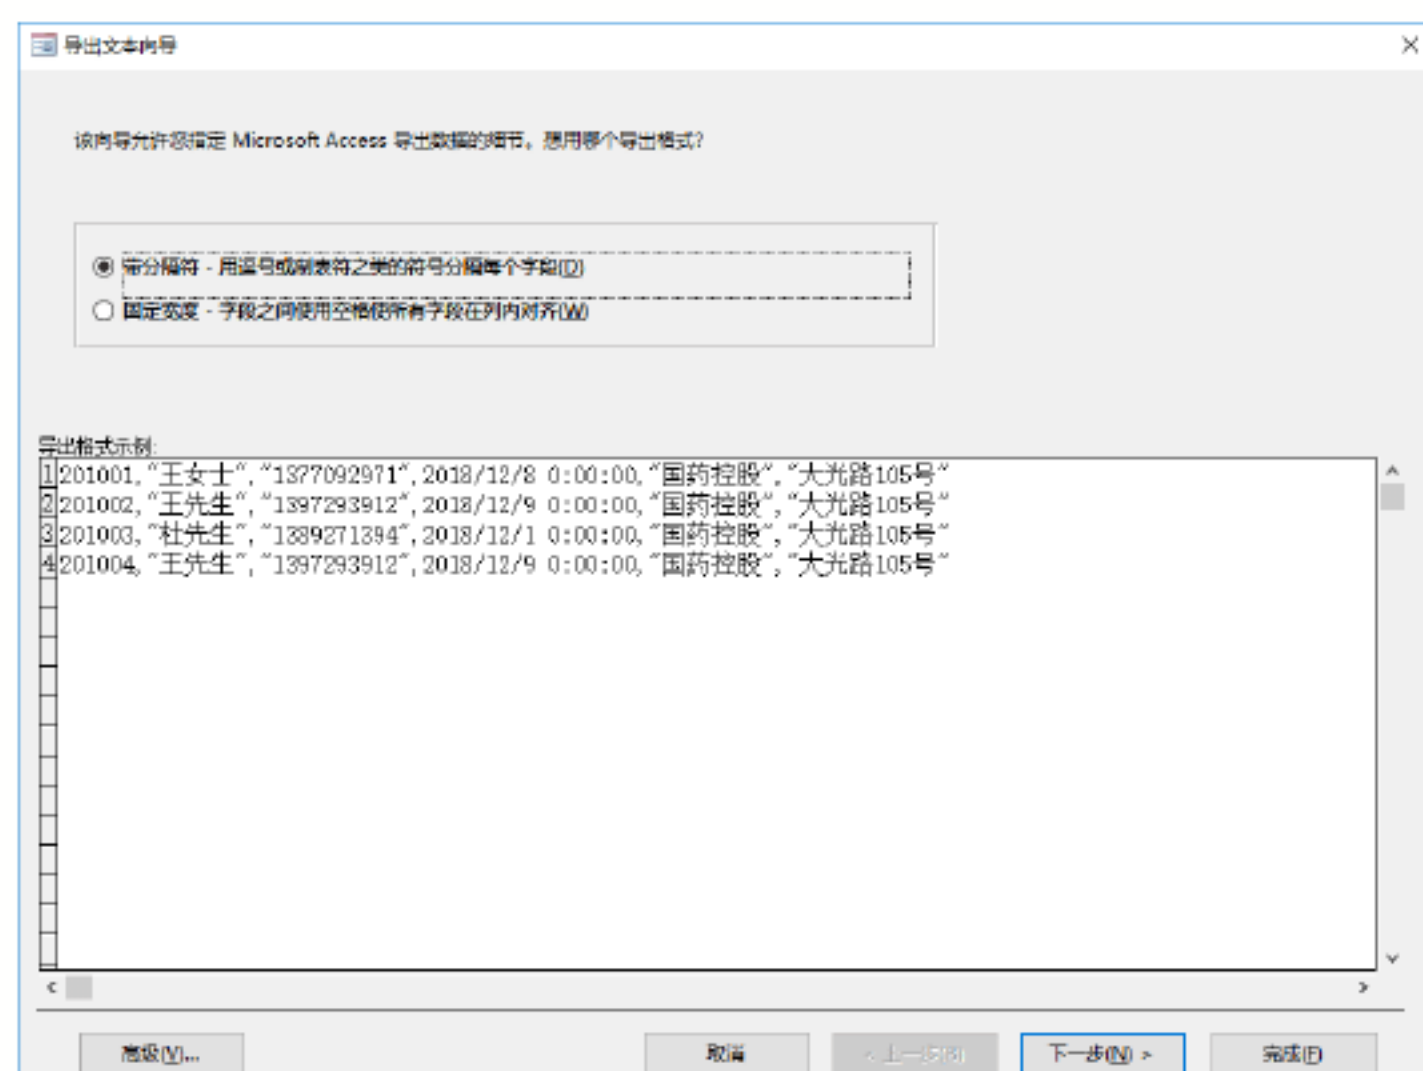 导出文本向导
该向导允许您指定 Microsoft Access 导出数据的细节。想用哪个导出格式?
带分隔符 - 用逗号或制表符之类的符号分隔每个字段(D)
固定宽度 - 字段之间使用空格使所有字段在列内对齐(W)
导出格式示例:
1 201001,"王女士","1377092971",2018/12/8 0:00:00,"国药控股","大光路105号"
2 201002,"王先生","1397293912",2018/12/9 0:00:00,"国药控股","大光路105号"
3 201003,"杜先生","1389271394",2018/12/1 0:00:00,"国药控股","大光路105号"
4 201004,"王先生","1397293912",2018/12/9 0:00:00,"国药控股","大光路105号"
高级(V)... 取消 < 上一步(B) 下一步(N) > 完成(F)